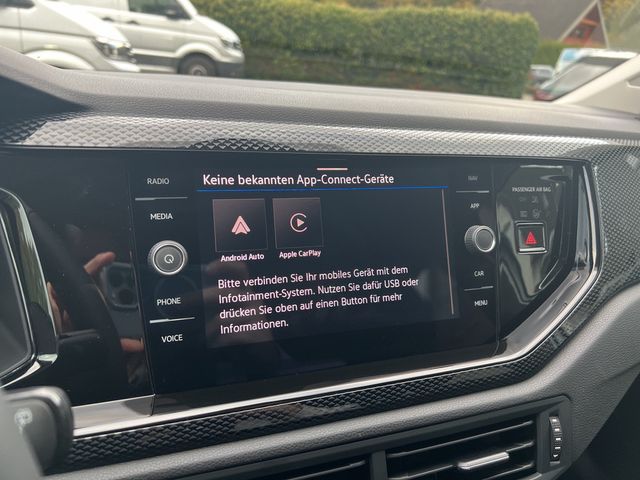 RADIO
MEDIA
PHONE
VOICE
Keine bekannten App-Connect-Geräte
Android Auto
Apple CarPlay
Bitte verbinden Sie Ihr mobiles Gerät mit dem
Infotainment-System. Nutzen Sie dafür USB oder
drücken Sie oben auf einen Button für mehr
Informationen.
NAV
APP
CAR
MENU
PASSENGER AIR BAG